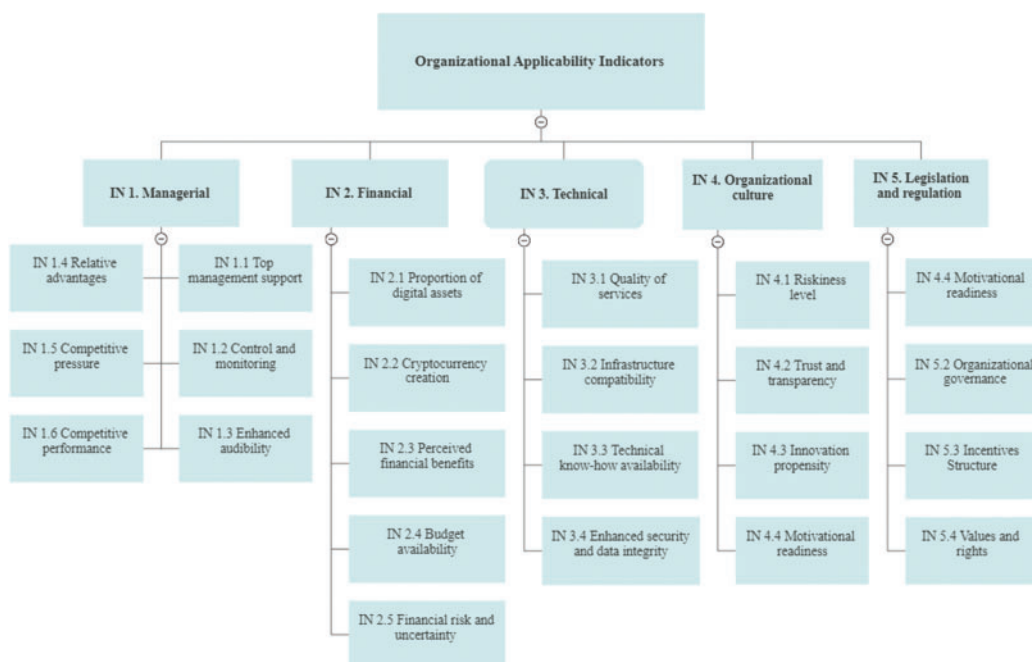 Organizational Applicability Indicators
IN 1. Managerial
IN 2. Financial
IN 3. Technical
IN 4. Organizational
culture
IN 5. Legislation
and regulation
IN 1.4 Relative
advantages
IN 1.1 Top
management support
IN 1.5 Competitive
pressure
IN 1.2 Control and
monitoring
IN 1.6 Competitive
performance
IN 1.3 Enhanced
audibility
IN 2.1 Proportion of
digital assets
IN 2.2 Cryptocurrency
creation
IN 2.3 Perceived
financial benefits
IN 2.4 Budget
availability
IN 2.5 Financial risk and
uncertainty
IN 3.1 Quality of
services
IN 3.2 Infrastructure
compatibility
IN 3.3 Technical
know-how availability
IN 3.4 Enhanced security
and data integrity
IN 4.1 Riskiness
level
IN 4.2 Trust and
transparency
IN 4.3 Innovation
propensity
IN 4.4 Motivational
readiness
IN 4.4 Motivational
readiness
IN 5.2 Organizational
governance
IN 5.3 Incentives
Structure
IN 5.4 Values and
rights